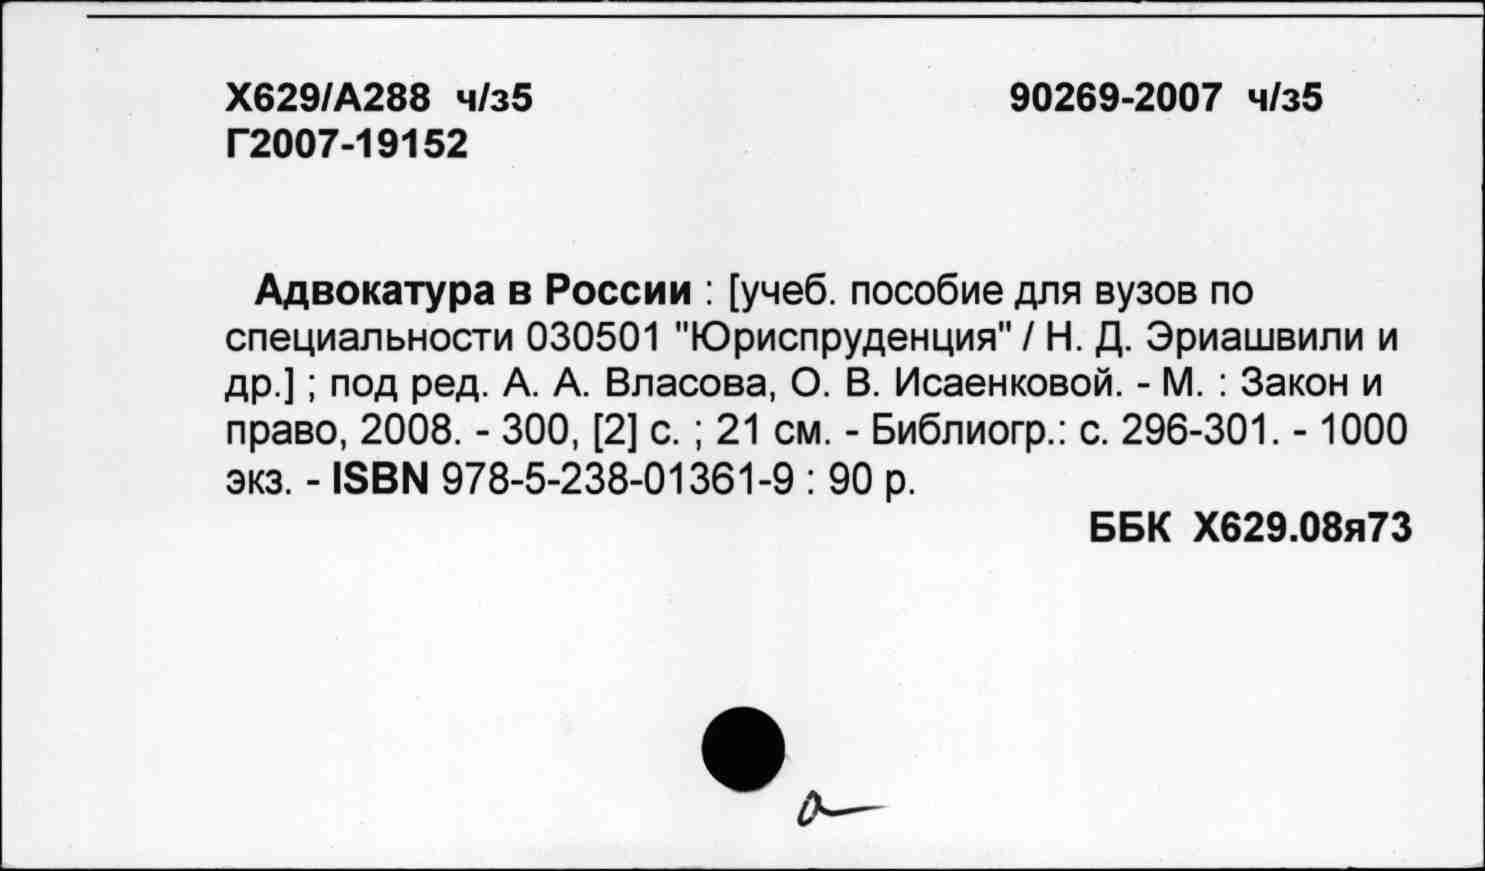 Х629/А288 ч/з5 90269-2007 ч/з5
Г2007-19152
Адвокатура в России : [учеб. пособие для вузов по
специальности 030501 "Юриспруденция" / Н. Д. Эриашвили и
др.] ; под ред. А. А. Власова, О. В. Исаенковой. - М. : Закон и
право, 2008. - 300, [2] с. ; 21 см. - Библиогр.: с. 296-301. - 1000
экз. - ISBN 978-5-238-01361-9 : 90 р.
ББК Х629.08я73